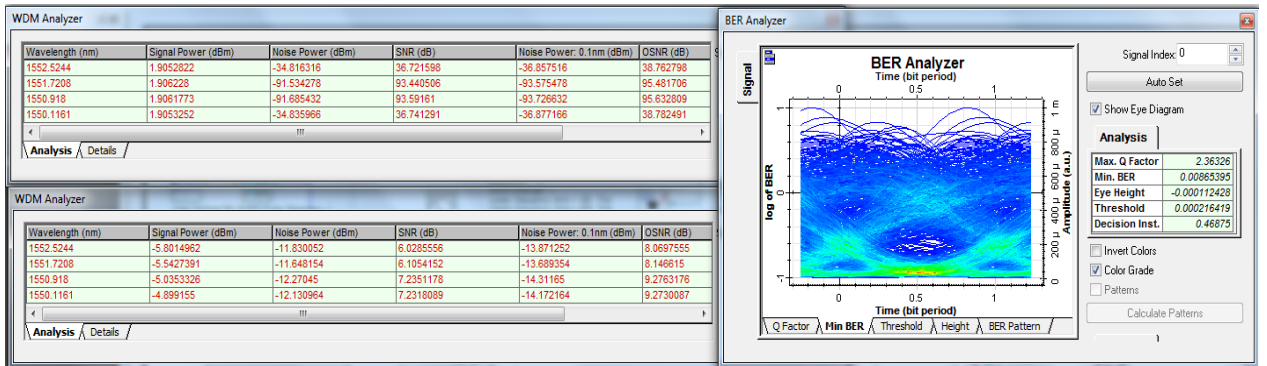 WDM Analyzer
Wavelength (nm) Signal Power (dBm) Noise Power (dBm) SNR (dB) Noise Power: 0.1nm (dBm) OSNR (dB)
1552.5244 1.9052822 -34.816316 36.721598 -36.857516 38.762798
1551.7208 1.906228 -91.534278 93.440506 -93.575478 95.481706
1550.918 1.9061773 -91.685432 93.59161 -93.726632 95.632809
1550.1161 1.9053252 -34.835966 36.741291 -36.877166 38.782491
Analysis Details
WDM Analyzer
Wavelength (nm) Signal Power (dBm) Noise Power (dBm) SNR (dB) Noise Power: 0.1nm (dBm) OSNR (dB)
1552.5244 -5.8014962 -11.830052 6.0285556 -13.871252 8.0697555
1551.7208 -5.5427391 -11.648154 6.1054152 -13.689354 8.146615
1550.918 -5.0353326 -12.27045 7.2351178 -14.31165 9.2763176
1550.1161 -4.899155 -12.130964 7.2318089 -14.172164 9.2730087
Analysis Details
BER Analyzer
Signal
BER Analyzer
Time (bit period)
0 0.5 1
log of BER
1
0
-1
1 m
800 µ
600 µ
400 µ
200 µ
0
Amplitude (a.u.)
0 0.5 1
Time (bit period)
Q Factor Min BER Threshold Height BER Pattern
Signal Index: 0
Auto Set
Show Eye Diagram
Analysis
Max. Q Factor 2.36326
Min. BER 0.00865395
Eye Height -0.000112428
Threshold 0.000216419
Decision Inst. 0.46875
Invert Colors
Color Grade
Patterns
Calculate Patterns